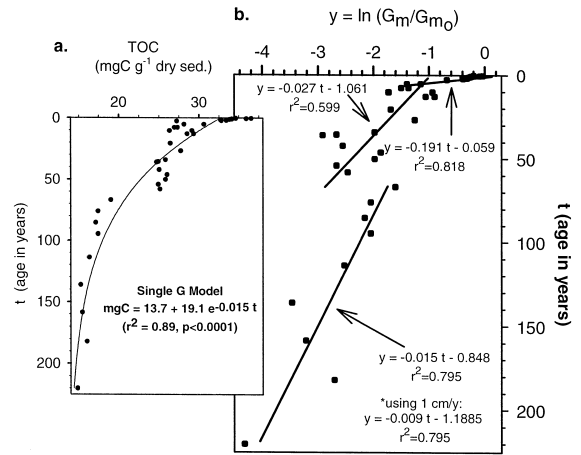 b.
y = ln (Gm/Gmo)
a.
TOC
(mgC g-1 dry sed.)
-4 -3 -2 -1 0
20 30
0
50
100
150
200
t (age in years)
Single G Model
mgC = 13.7 + 19.1 e-0.015 t
(r2 = 0.89, p<0.0001)
y = -0.027 t - 1.061
r2=0.599
y = -0.191 t - 0.059
r2=0.818
y = -0.015 t - 0.848
r2=0.795
*using 1 cm/y:
y = -0.009 t - 1.1885
r2=0.795
0
50
100
150
200
t (age in years)